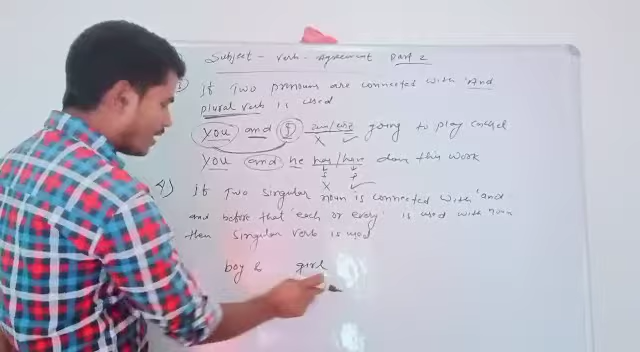 Subject - Verb - Agreement Part 2
3) If Two pronouns are connected with 'And
plural verb is used
You and I am/are going to play
X ✓
You and he has/have done this work
X ✓
4) If Two Singular noun is connected with 'and
and before that each or every is used with noun
then Singular verb is used
boy & girl